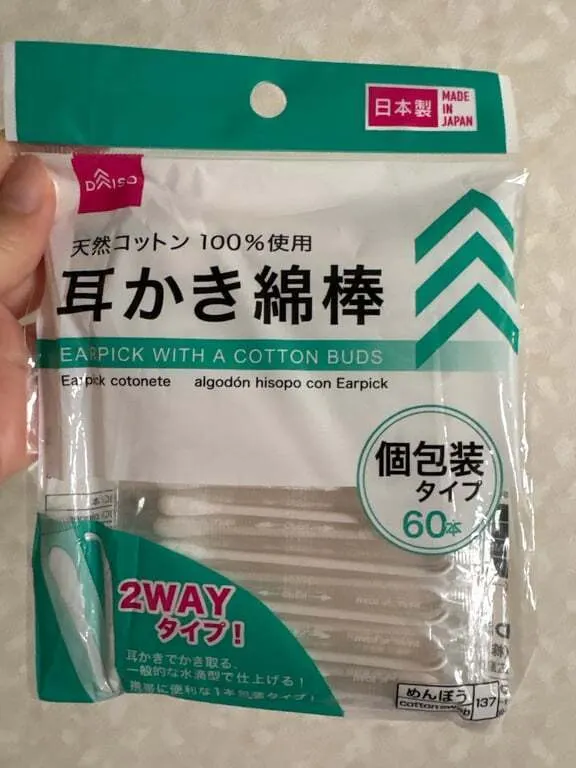 日本製
MADE
IN
JAPAN
DAISO
天然コットン 100%使用
耳かき綿棒
EARPICK WITH A COTTON BUDS
Earpick cotonete algodón hisopo con Earpick
個包装
タイプ
60本
2WAY
タイプ!
耳かきでかき取る、
一般的な水滴型で仕上げる!
携帯に便利な1本包装タイプ!
めんぼう
cotton swab
137